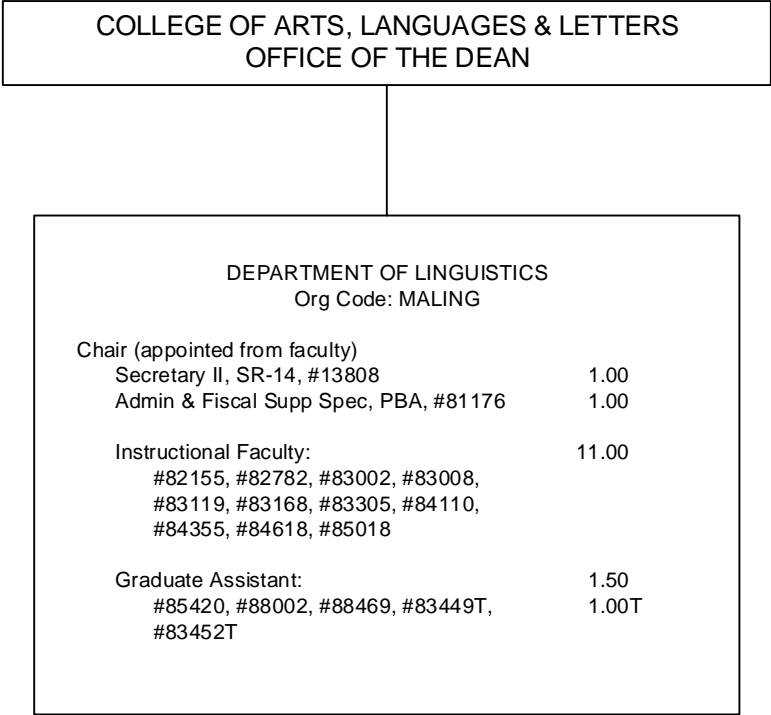 COLLEGE OF ARTS, LANGUAGES & LETTERS
OFFICE OF THE DEAN
DEPARTMENT OF LINGUISTICS
Org Code: MALING
Chair (appointed from faculty)
Secretary II, SR-14, #13808 1.00
Admin & Fiscal Supp Spec, PBA, #81176 1.00
Instructional Faculty: 11.00
#82155, #82782, #83002, #83008,
#83119, #83168, #83305, #84110,
#84355, #84618, #85018
Graduate Assistant: 1.50
#85420, #88002, #88469, #83449T, 1.00T
#83452T